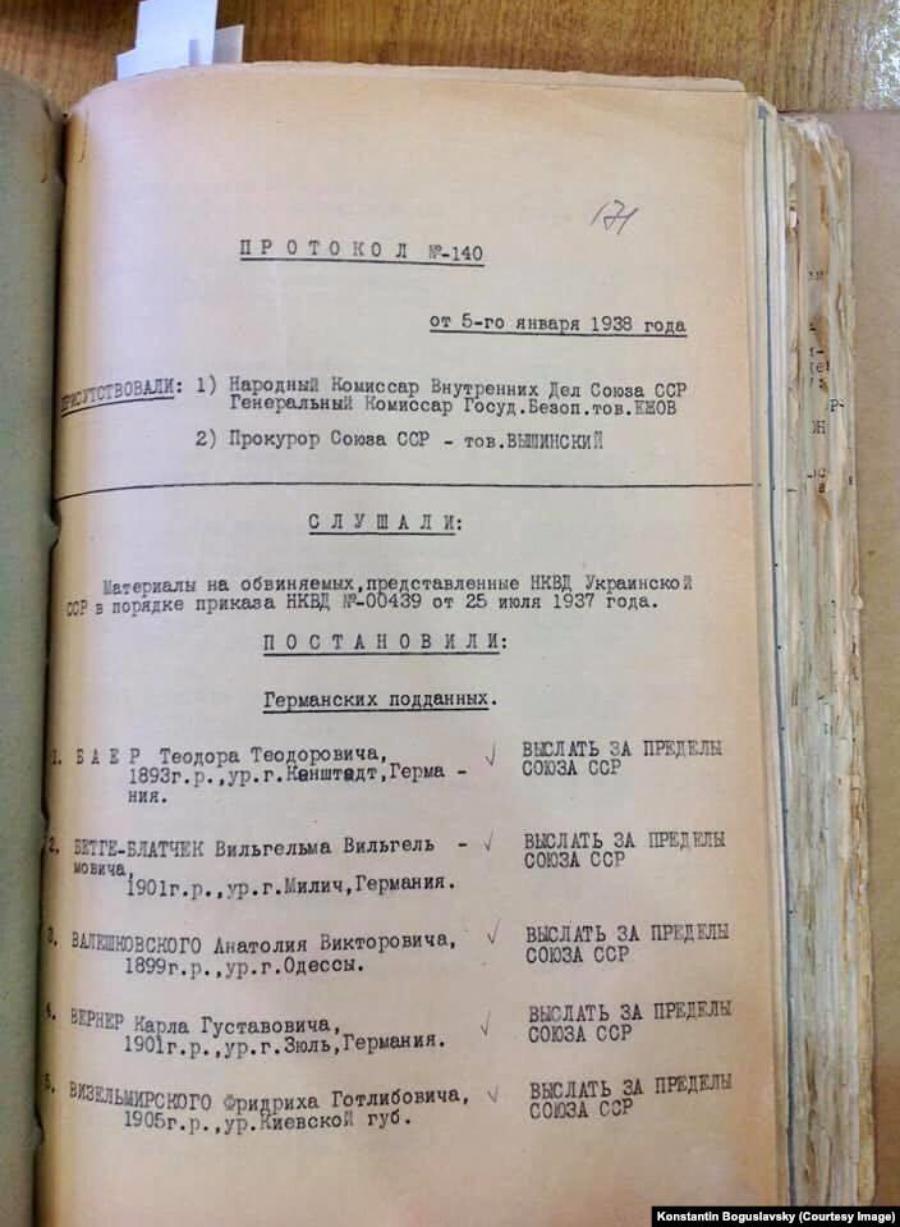 171
ПРОТОКОЛ №-140
от 5-го января 1938 года
ПРИСУТСТВОВАЛИ: 1) Народный Комиссар Внутренних Дел Союза ССР
Генеральный Комиссар Госуд.Безоп.тов.ЕЖОВ
2) Прокурор Союза ССР - тов.ВЫШИНСКИЙ
СЛУШАЛИ:
Материалы на обвиняемых,представленные НКВД Украинской
ССР в порядке приказа НКВД №-00439 от 25 июля 1937 года.
ПОСТАНОВИЛИ:
Германских подданных.
1. БАЕР Теодора Теодоровича, ВЫСЛАТЬ ЗА ПРЕДЕЛЫ
1893г.р.,ур.г.Канштадт,Герма - СОЮЗА ССР
ния.
2. БЕТГЕ-БЛАТЧЕК Вильгельма Вильгель - ВЫСЛАТЬ ЗА ПРЕДЕЛЫ
мовича, СОЮЗА ССР
1901г.р.,ур.г.Милич,Германия.
3. ВАЛЕШКОВСКОГО Анатолия Викторовича, ВЫСЛАТЬ ЗА ПРЕДЕЛЫ
1899г.р.,ур.г.Одессы. СОЮЗА ССР
4. ВЕРНЕР Карла Густавовича, ВЫСЛАТЬ ЗА ПРЕДЕЛЫ
1901г.р.,ур.г.Зюль,Германия. СОЮЗА ССР
5. ВИЗЕЛЬМИРСКОГО Фридриха Готлибовича, ВЫСЛАТЬ ЗА ПРЕДЕЛЫ
1905г.р.,ур.Киевской губ. СОЮЗА ССР
Konstantin Boguslavsky (Courtesy Image)